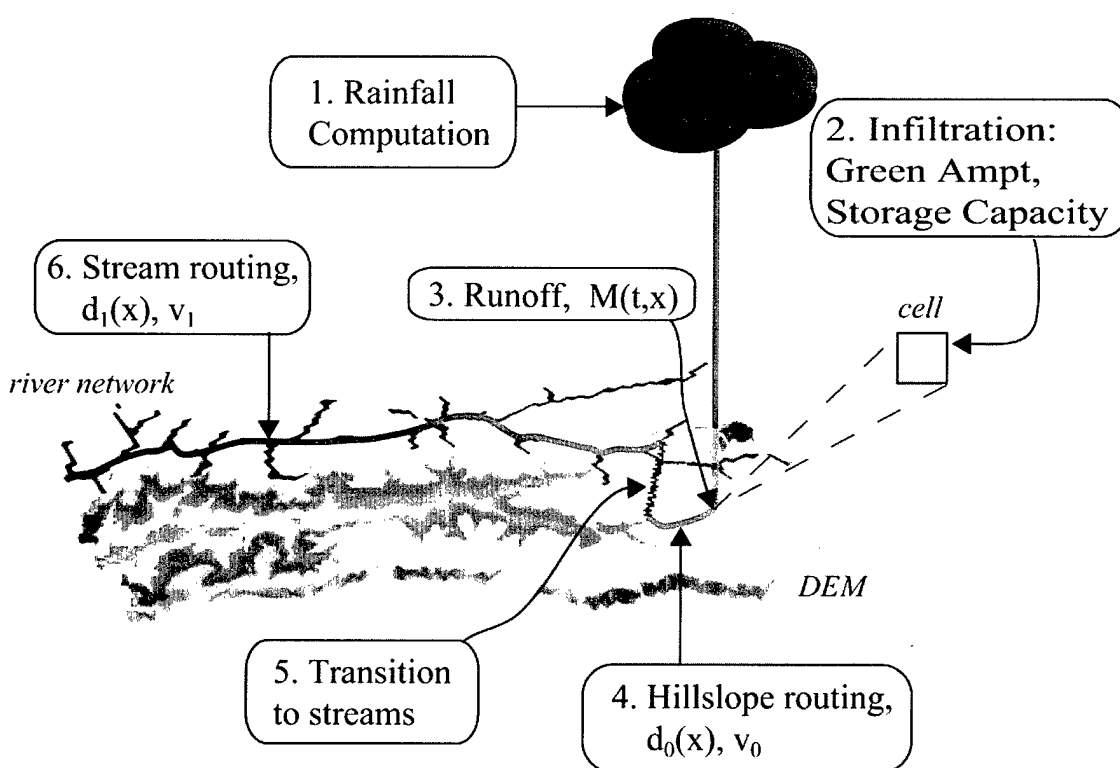 1. Rainfall
Computation
2. Infiltration:
Green Ampt,
Storage Capacity
6. Stream routing,
d₁(x), v₁
3. Runoff, M(t,x)
cell
river network
DEM
5. Transition
to streams
4. Hillslope routing,
d₀(x), v₀